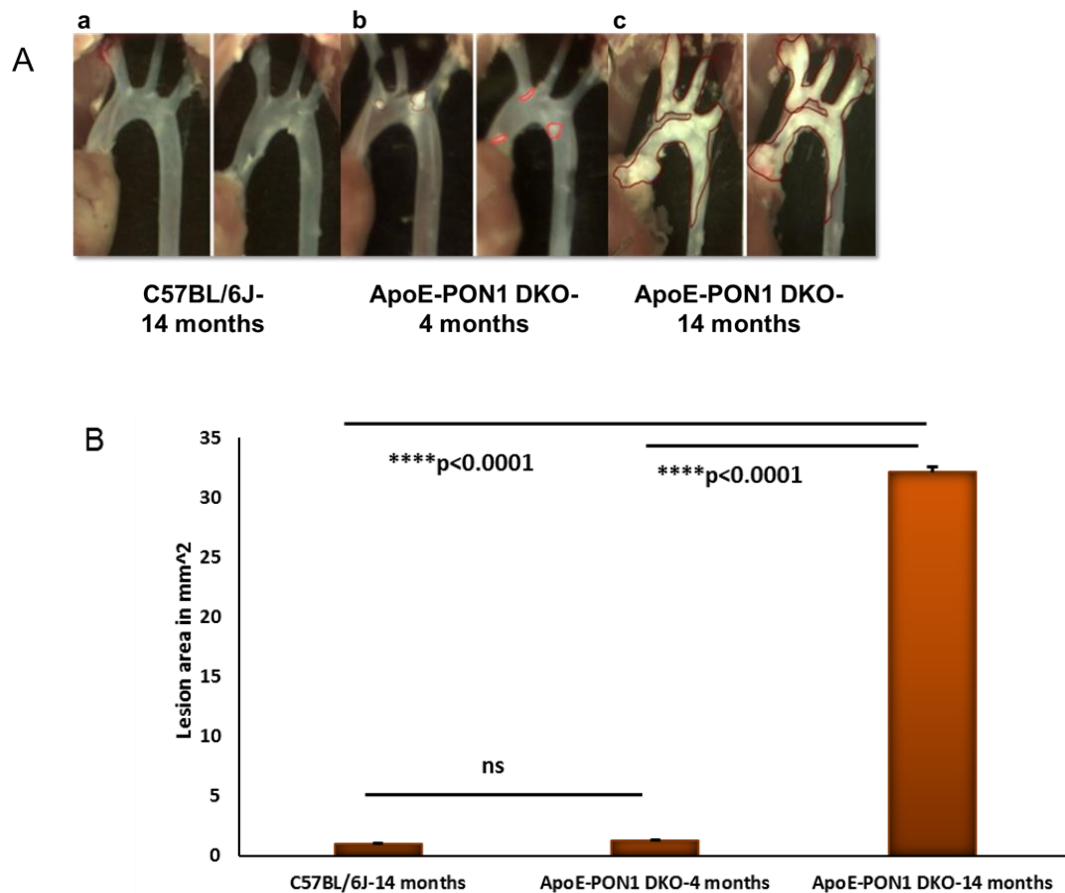 A
a
b
c
C57BL/6J-
14 months
ApoE-PON1 DKO-
4 months
ApoE-PON1 DKO-
14 months
B
Lesion area in mm^2
35
30
25
20
15
10
5
0
****p<0.0001
****p<0.0001
ns
C57BL/6J-14 months
ApoE-PON1 DKO-4 months
ApoE-PON1 DKO-14 months